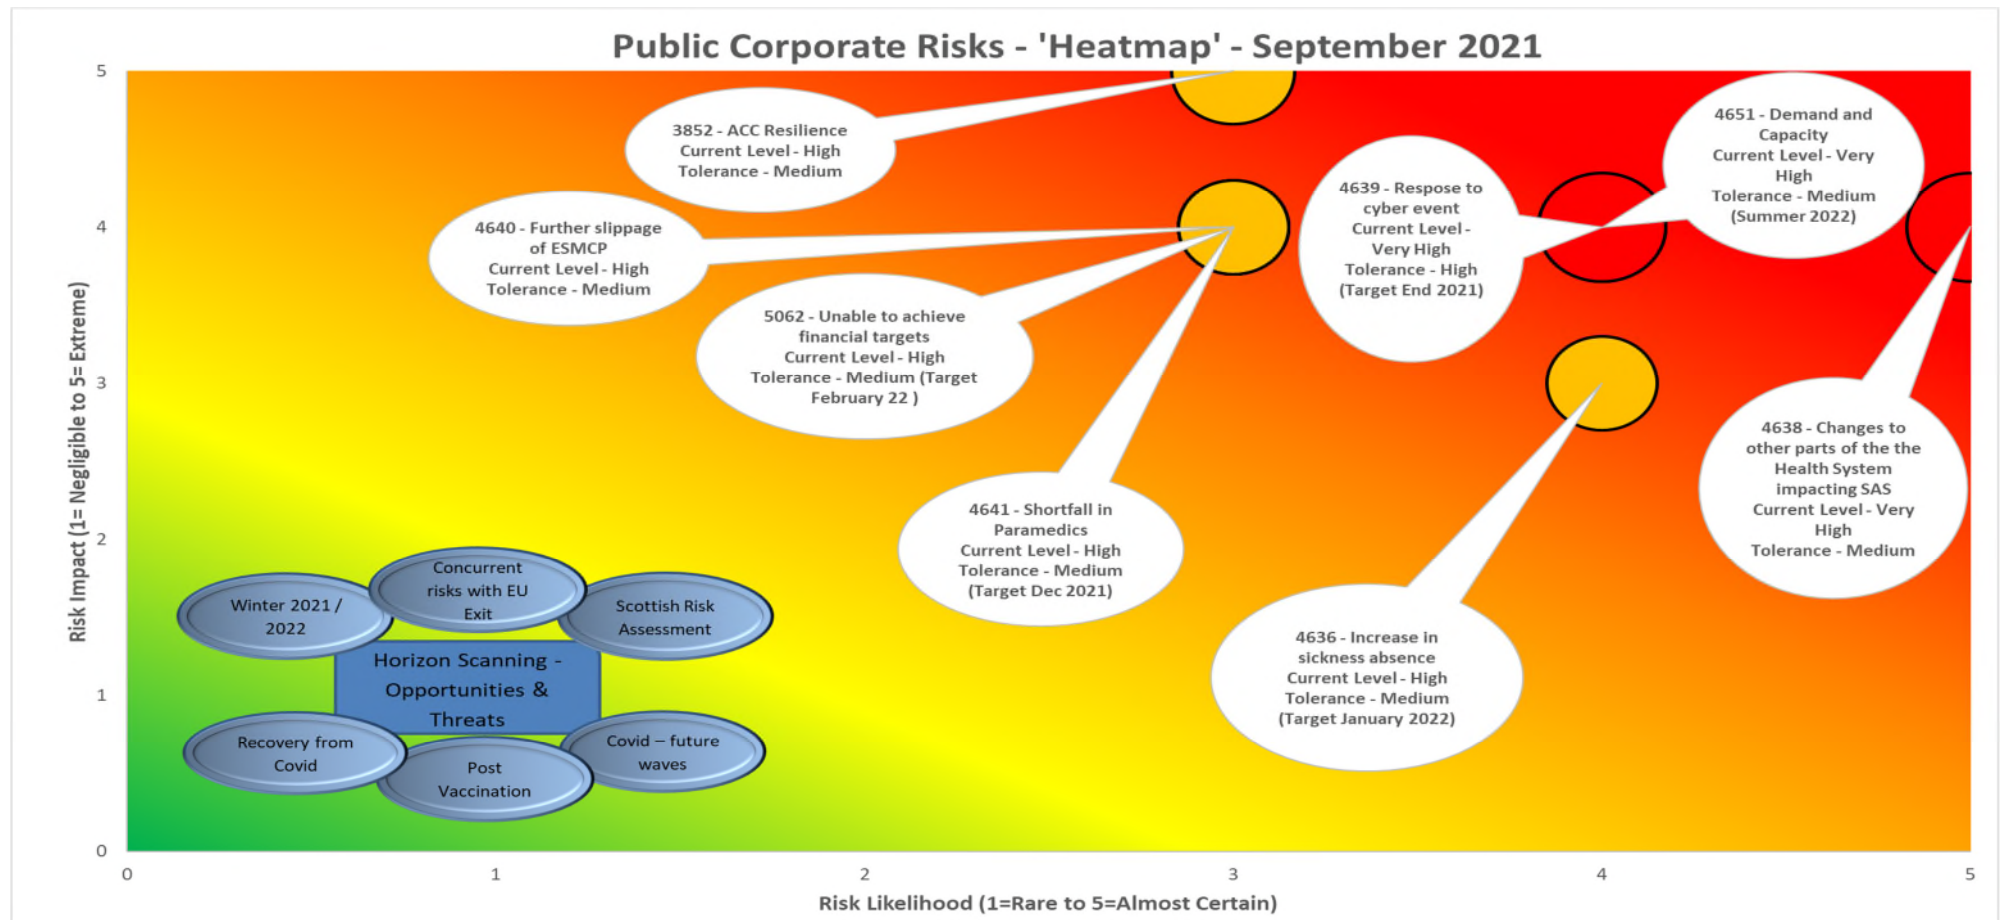 Public Corporate Risks - 'Heatmap' - September 2021
Risk Impact (1= Negligible to 5= Extreme)
5
4
3
2
1
0
3852 - ACC Resilience
Current Level - High
Tolerance - Medium
4640 - Further slippage
of ESMCP
Current Level - High
Tolerance - Medium
5062 - Unable to achieve
financial targets
Current Level - High
Tolerance - Medium (Target
February 22 )
4641 - Shortfall in
Paramedics
Current Level - High
Tolerance - Medium
(Target Dec 2021)
4639 - Respose to
cyber event
Current Level -
Very High
Tolerance - High
(Target End 2021)
4651 - Demand and
Capacity
Current Level - Very
High
Tolerance - Medium
(Summer 2022)
4638 - Changes to
other parts of the the
Health System
impacting SAS
Current Level - Very
High
Tolerance - Medium
4636 - Increase in
sickness absence
Current Level - High
Tolerance - Medium
(Target January 2022)
Winter 2021 /
2022
Concurrent
risks with EU
Exit
Scottish Risk
Assessment
Horizon Scanning -
Opportunities &
Threats
Recovery from
Covid
Post
Vaccination
Covid – future
waves
0
1
2
3
4
5
Risk Likelihood (1=Rare to 5=Almost Certain)